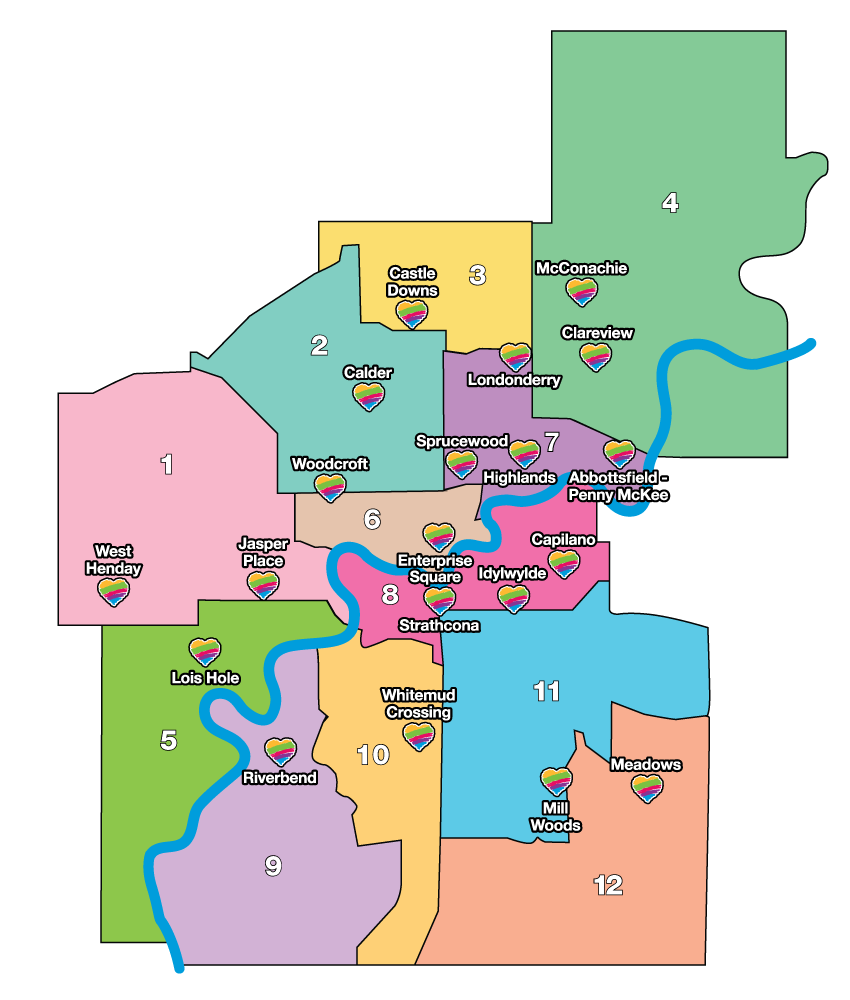 4
McConachie
3
Castle
Downs
Clareview
2
Londonderry
Calder
Sprucewood
7
1
Woodcroft
Highlands
Abbottsfield -
Penny McKee
6
Capilano
West
Henday
Jasper
Place
Enterprise
Square
Idylwylde
8
Strathcona
Lois Hole
11
Whitemud
Crossing
5
10
Riverbend
Meadows
Mill
Woods
9
12